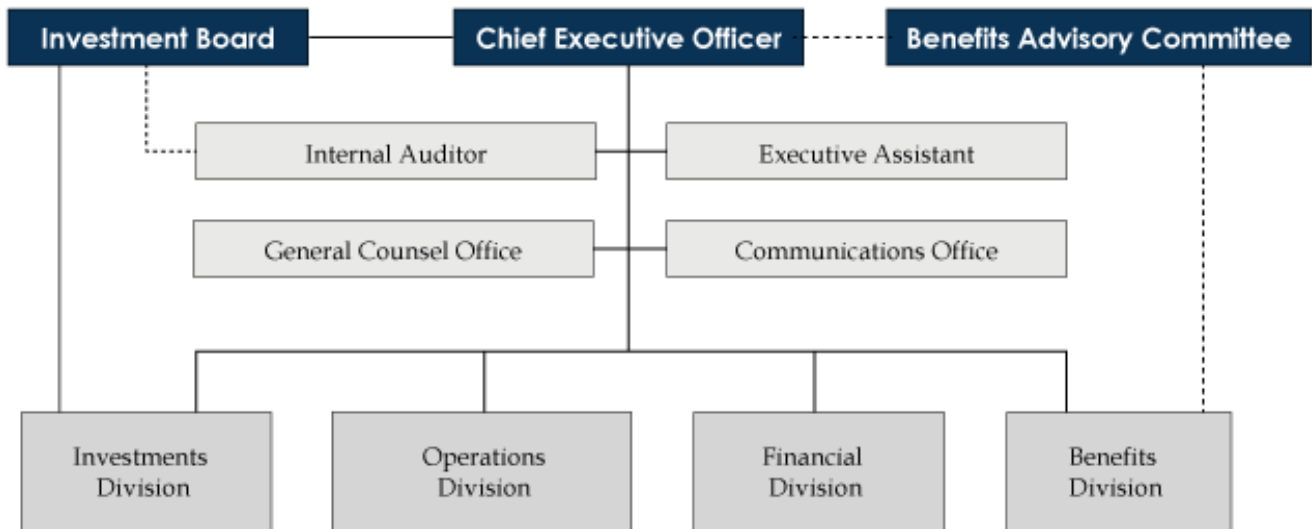 Investment Board
Chief Executive Officer
Benefits Advisory Committee
Internal Auditor
Executive Assistant
General Counsel Office
Communications Office
Investments
Division
Operations
Division
Financial
Division
Benefits
Division